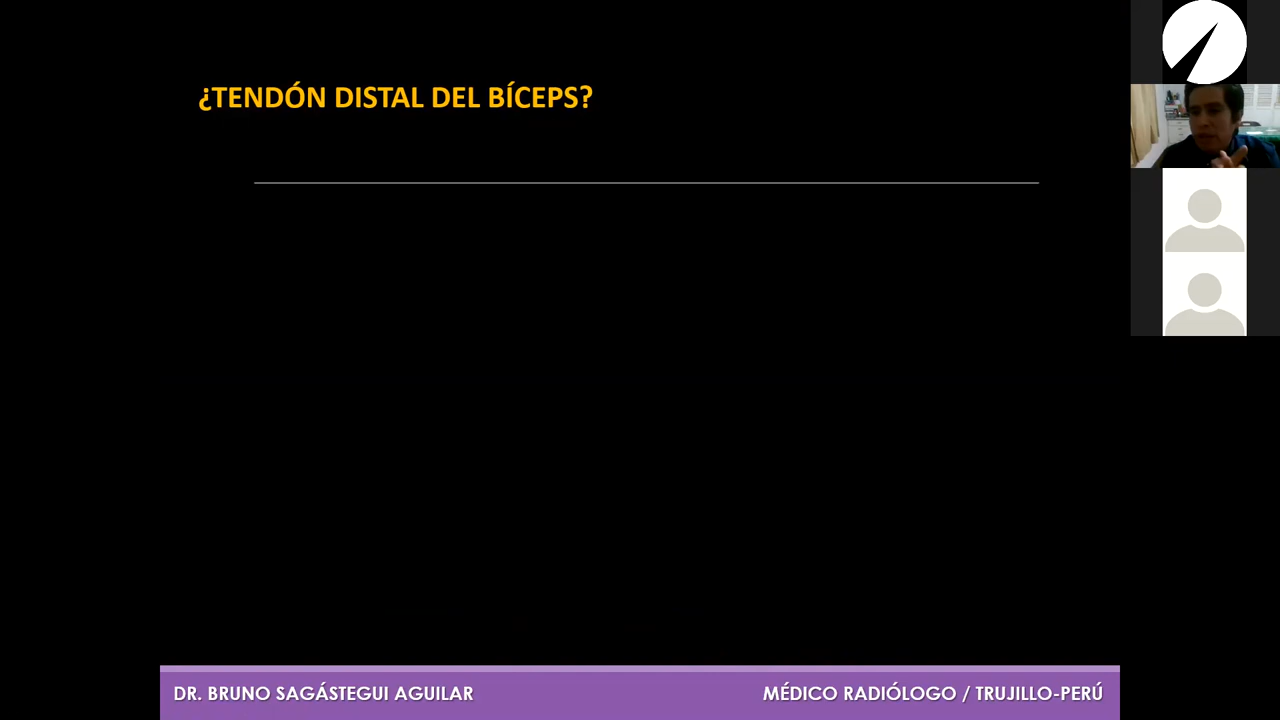 ¿TENDÓN DISTAL DEL BÍCEPS?
DR. BRUNO SAGÁSTEGUI AGUILAR
MÉDICO RADIÓLOGO / TRUJILLO-PERÚ